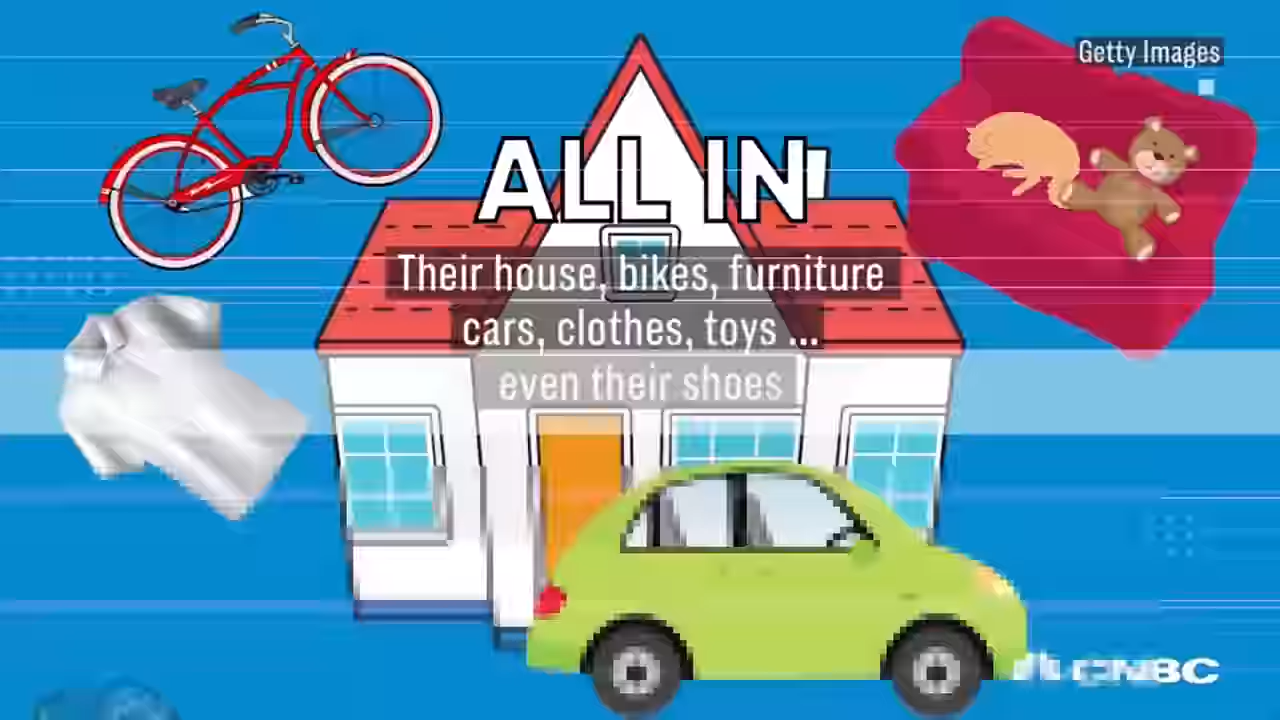 Getty Images
ALL IN
Their house, bikes, furniture
cars, clothes, toys ...
even their shoes
CNBC